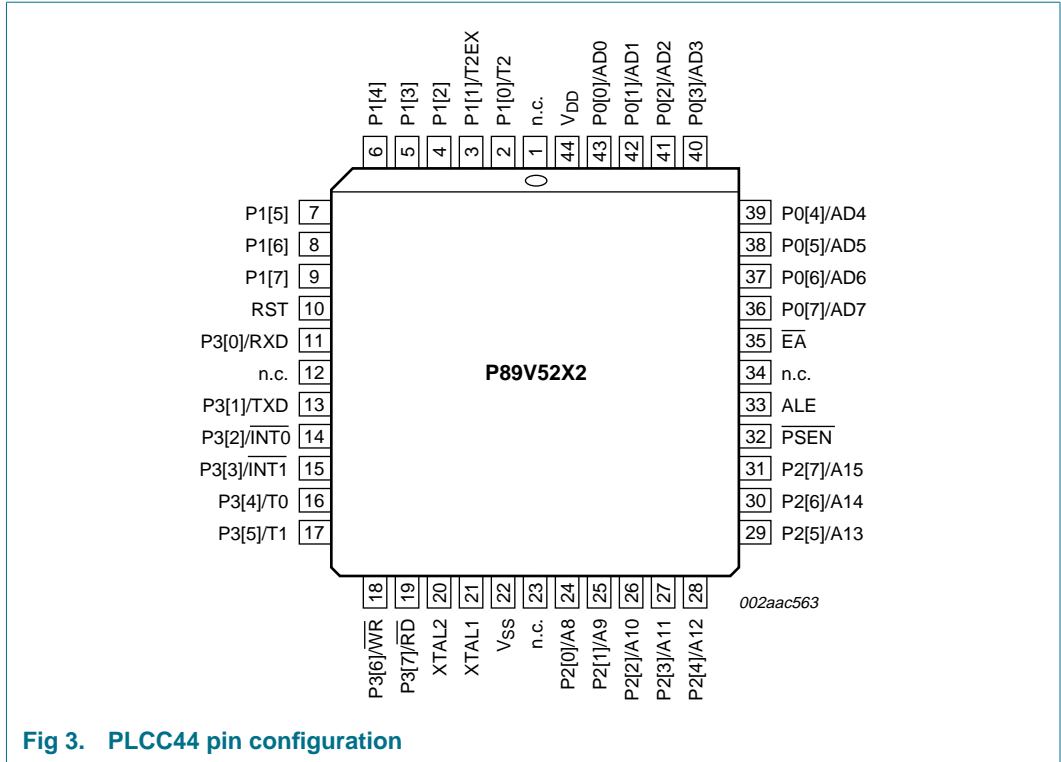 P1[4]
P1[3]
P1[2]
P1[1]/T2EX
P1[0]/T2
n.c.
VDD
P0[0]/AD0
P0[1]/AD1
P0[2]/AD2
P0[3]/AD3
6
5
4
3
2
1
44
43
42
41
40
P1[5] 7
P1[6] 8
P1[7] 9
RST 10
P3[0]/RXD 11
n.c. 12
P3[1]/TXD 13
P3[2]/INT0 14
P3[3]/INT1 15
P3[4]/T0 16
P3[5]/T1 17
P89V52X2
39 P0[4]/AD4
38 P0[5]/AD5
37 P0[6]/AD6
36 P0[7]/AD7
35 EA
34 n.c.
33 ALE
32 PSEN
31 P2[7]/A15
30 P2[6]/A14
29 P2[5]/A13
18
19
20
21
22
23
24
25
26
27
28
P3[6]/WR
P3[7]/RD
XTAL2
XTAL1
VSS
n.c.
P2[0]/A8
P2[1]/A9
P2[2]/A10
P2[3]/A11
P2[4]/A12
002aac563
Fig 3. PLCC44 pin configuration